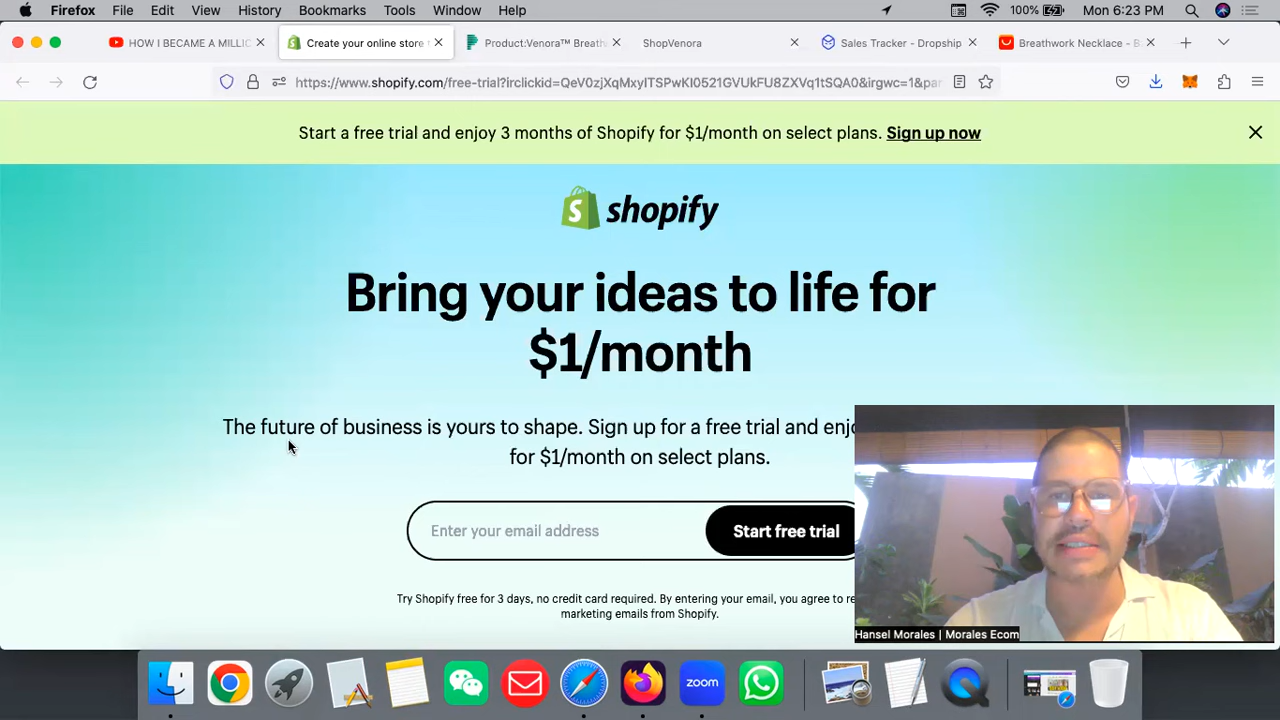 Firefox File Edit View History Bookmarks Tools Window Help 100% Mon 6:23 PM
HOW I BECAME A MILLIC
Create your online store
Product:Venora™ Breath
ShopVenora
Sales Tracker - Dropship
Breathwork Necklace - B
https://www.shopify.com/free-trial?irclickid=QeV0zjXqMxyITSPwKI0521GVUkFU8ZXVq1tSQA0&irgwc=1&par
Start a free trial and enjoy 3 months of Shopify for $1/month on select plans. Sign up now
shopify
Bring your ideas to life for
$1/month
The future of business is yours to shape. Sign up for a free trial and enjo
for $1/month on select plans.
Enter your email address
Start free trial
Try Shopify free for 3 days, no credit card required. By entering your email, you agree to re
marketing emails from Shopify.
Hansel Morales | Morales Ecom
zoom